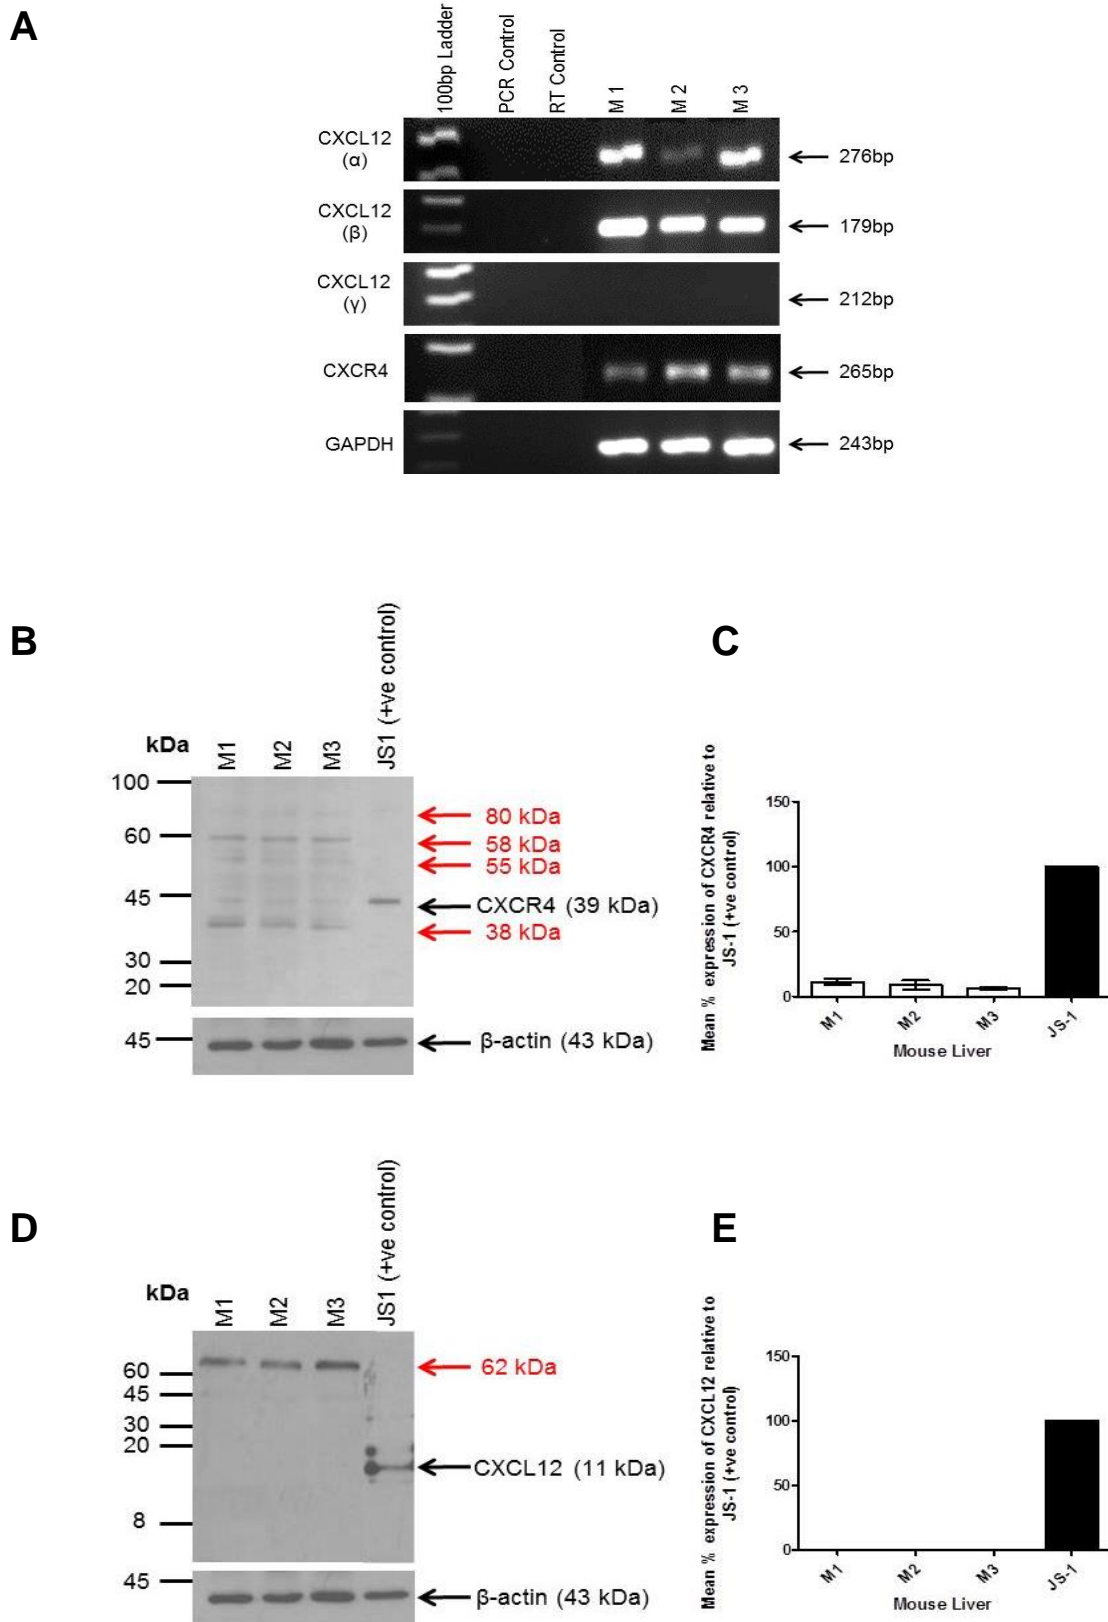 A
100bp Ladder
PCR Control
RT Control
M 1
M 2
M 3
CXCL12
(α)
276bp
CXCL12
(β)
179bp
CXCL12
(γ)
212bp
CXCR4
265bp
GAPDH
243bp
B
kDa
M1
M2
M3
JS1 (+ve control)
100
60
45
30
20
80 kDa
58 kDa
55 kDa
CXCR4 (39 kDa)
38 kDa
45
β-actin (43 kDa)
C
Mean % expression of CXCR4 relative to
JS-1 (+ve control)
150
100
50
0
M1
M2
M3
JS-1
Mouse Liver
D
kDa
M1
M2
M3
JS1 (+ve control)
60
45
30
20
8
62 kDa
CXCL12 (11 kDa)
45
β-actin (43 kDa)
E
Mean % expression of CXCL12 relative to
JS-1 (+ve control)
150
100
50
0
M1
M2
M3
JS-1
Mouse Liver